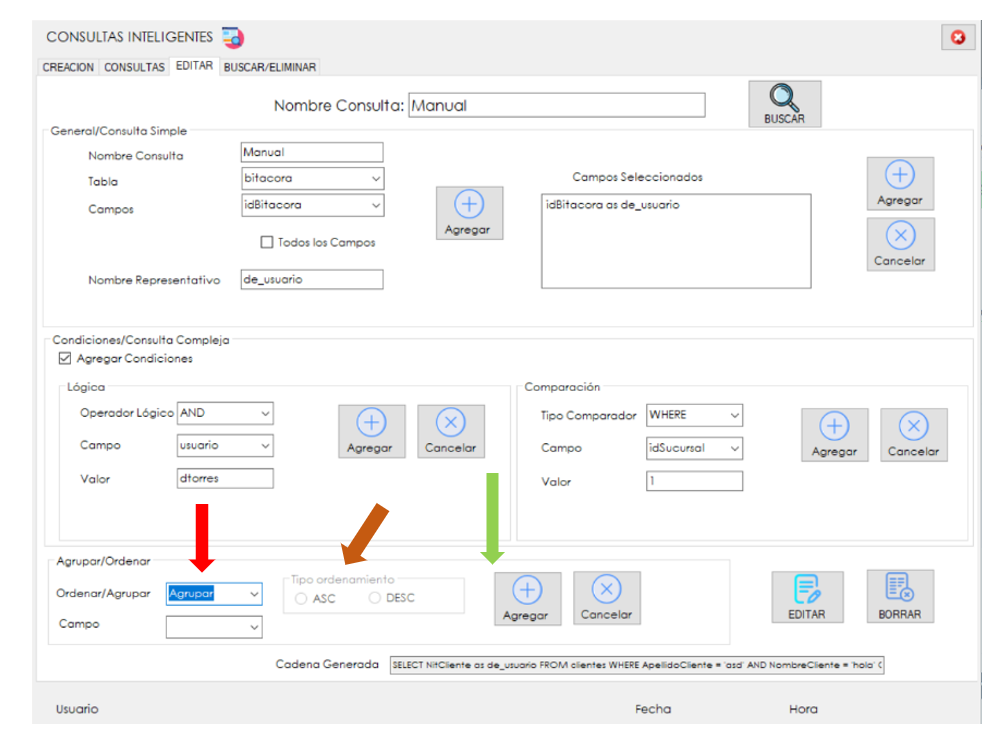 CONSULTAS INTELIGENTES
CREACION CONSULTAS EDITAR BUSCAR/ELIMINAR
Nombre Consulta: Manual
BUSCAR
General/Consulta Simple
Nombre Consulta Manual
Tabla bitacora
Campos idBitacora
Todos los Campos
Nombre Representativo de_usuario
Agregar
Campos Seleccionados
idBitacora as de_usuario
Agregar
Cancelar
Condiciones/Consulta Compleja
Agregar Condiciones
Lógica
Operador Lógico AND
Campo usuario
Valor dtorres
Agregar Cancelar
Comparación
Tipo Comparador WHERE
Campo idSucursal
Valor 1
Agregar Cancelar
Agrupar/Ordenar
Ordenar/Agrupar Agrupar
Campo
Tipo ordenamiento
ASC DESC
Agregar Cancelar
EDITAR BORRAR
Cadena Generada SELECT NitCliente as de_usuario FROM clientes WHERE ApellidoCliente = 'asd' AND NombreCliente = 'hola'
Usuario Fecha Hora